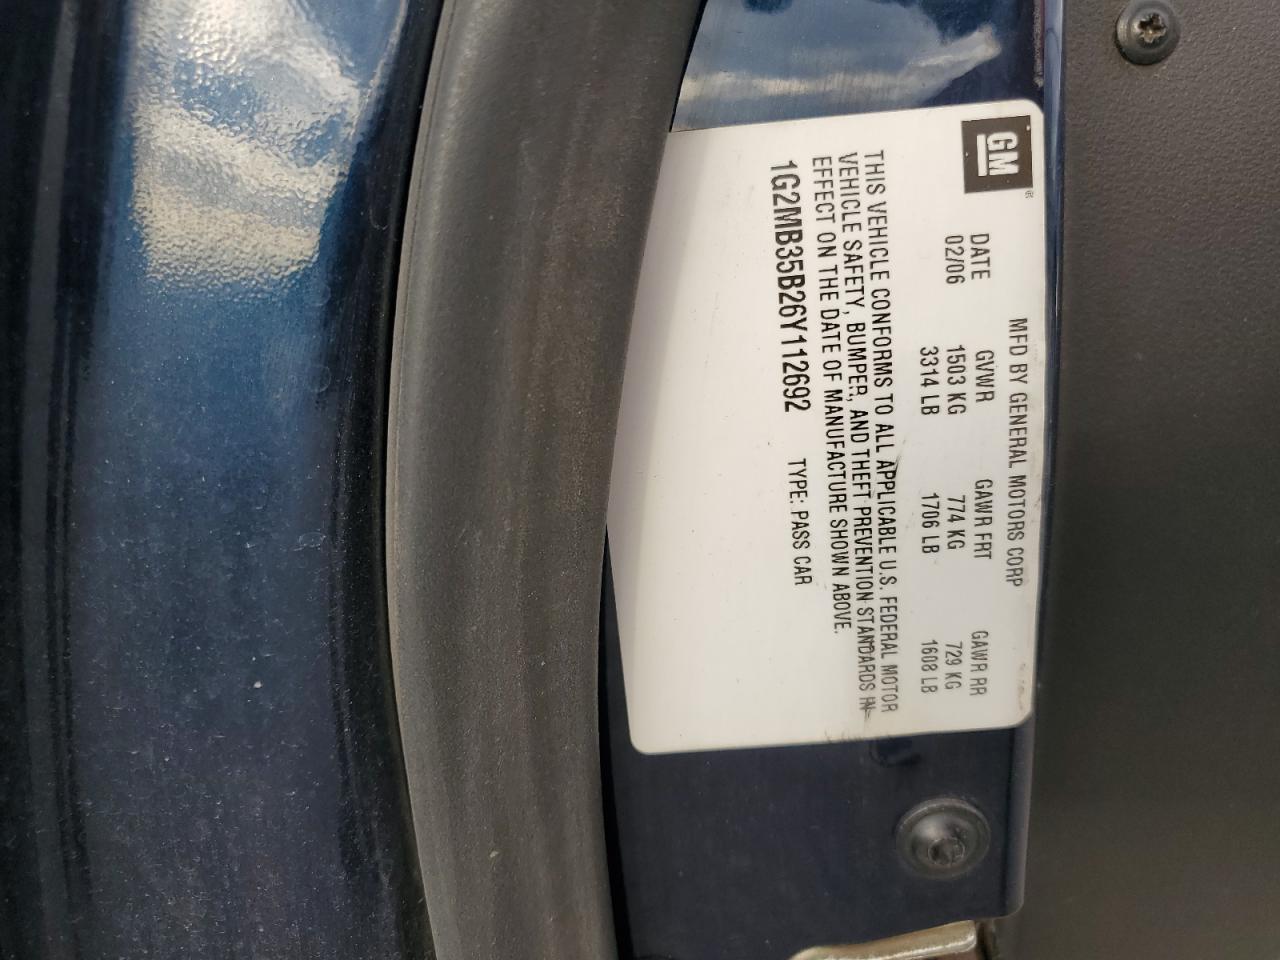 GM®
MFD BY GENERAL MOTORS CORP
DATE GVWR GAWR FRT GAWR RR
02/06 1503 KG 774 KG 729 KG
3314 LB 1706 LB 1608 LB
THIS VEHICLE CONFORMS TO ALL APPLICABLE U.S. FEDERAL MOTOR
VEHICLE SAFETY, BUMPER, AND THEFT PREVENTION STANDARDS IN
EFFECT ON THE DATE OF MANUFACTURE SHOWN ABOVE.
1G2MB35B26Y112692 TYPE: PASS CAR